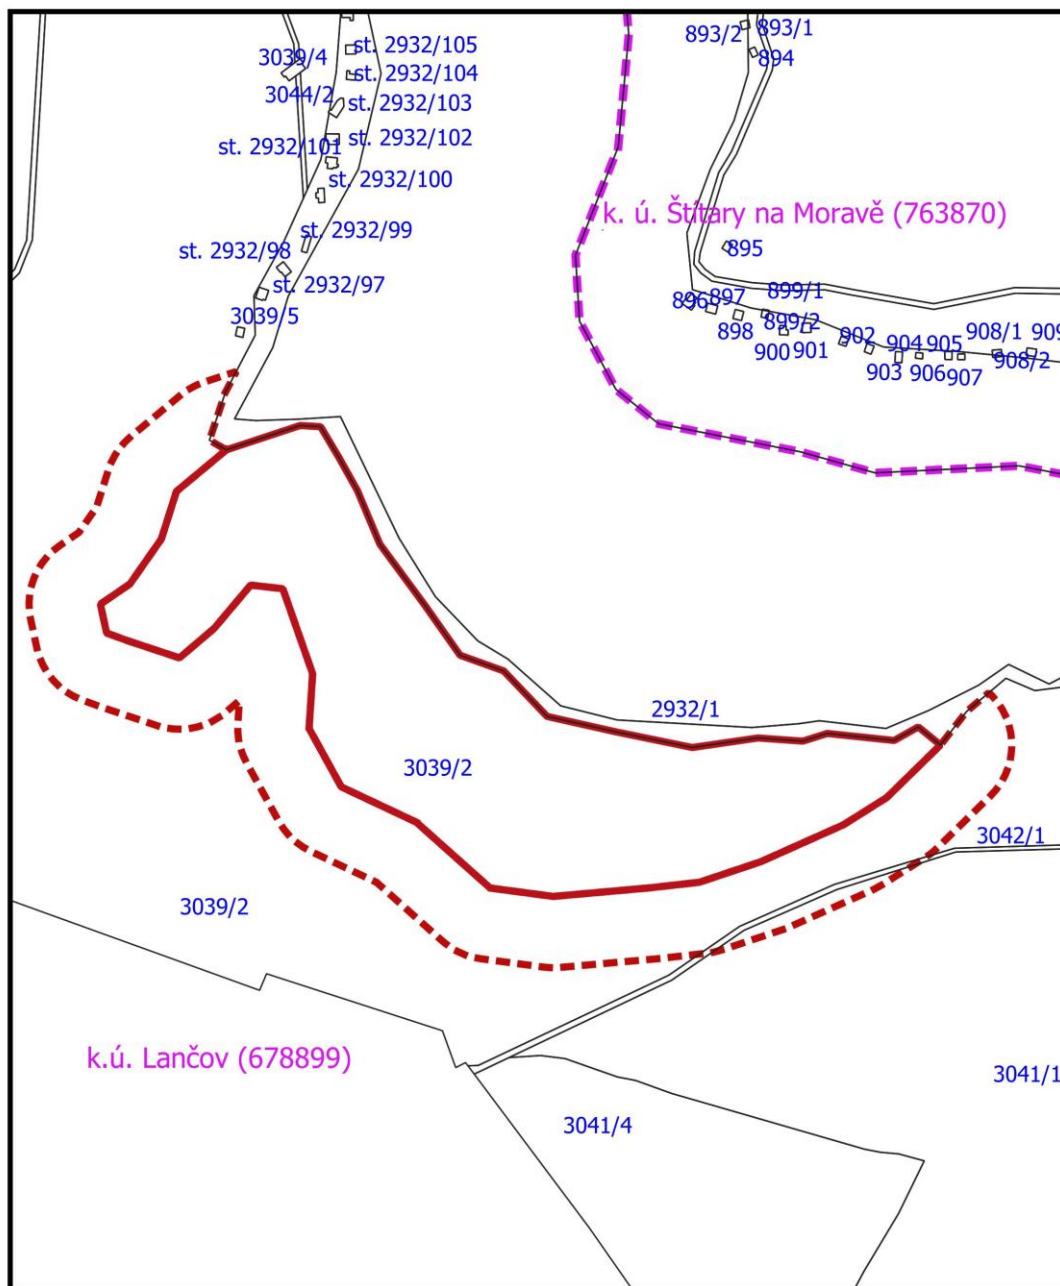 893/2 893/1
st. 2932/105
3039/4
894
st. 2932/104
3044/2
st. 2932/103
st. 2932/102
st. 2932/101
st. 2932/100
k. ú. Štítary na Moravě (763870)
st. 2932/99
895
st. 2932/98
st. 2932/97
899/1
896 897
3039/5
898
899/2
908/1 909
902 904 905
900 901
908/2
903 906 907
2932/1
3039/2
3042/1
3039/2
k.ú. Lančov (678899)
3041/1
3041/4